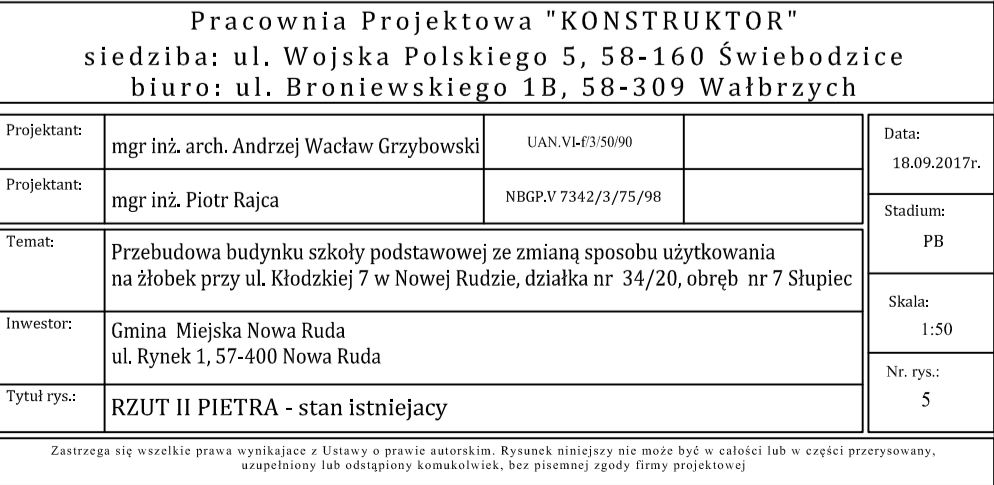 Pracownia Projektowa "KONSTRUKTOR"
siedziba: ul. Wojska Polskiego 5, 58-160 Świebodzice
biuro: ul. Broniewskiego 1B, 58-309 Wałbrzych
Projektant:
mgr inż. arch. Andrzej Wacław Grzybowski
UAN.VI-f/3/50/90
Data:
18.09.2017r.
Projektant:
mgr inż. Piotr Rajca
NBGP.V 7342/3/75/98
Stadium:
PB
Temat:
Przebudowa budynku szkoły podstawowej ze zmianą sposobu użytkowania
na żłobek przy ul. Kłodzkiej 7 w Nowej Rudzie, działka nr 34/20, obręb nr 7 Słupiec
Skala:
1:50
Inwestor:
Gmina Miejska Nowa Ruda
ul. Rynek 1, 57-400 Nowa Ruda
Nr. rys.:
5
Tytuł rys.:
RZUT II PIETRA - stan istniejacy
Zastrzega się wszelkie prawa wynikajace z Ustawy o prawie autorskim. Rysunek niniejszy nie może być w całości lub w części przerysowany,
uzupełniony lub odstąpiony komukolwiek, bez pisemnej zgody firmy projektowej